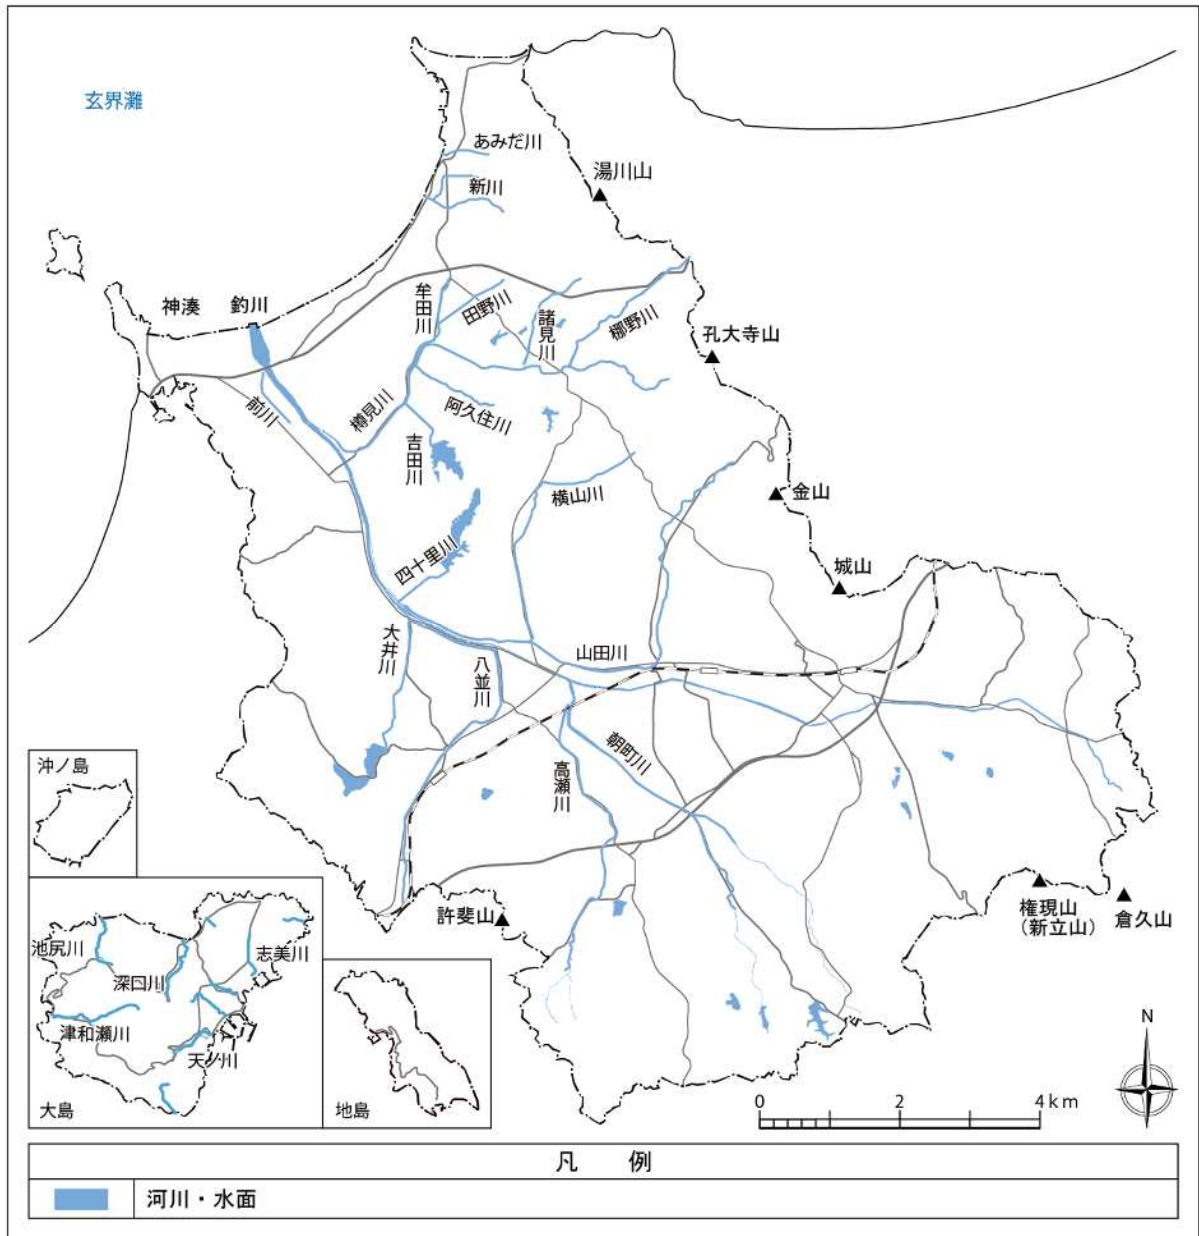 玄界灘
あみだ川
新川
湯川山
神湊
釣川
牟田川
田野川
諸見川
梛野川
孔大寺山
前川
樽見川
阿久住川
吉田川
横山川
金山
四十里川
城山
大井川
八並川
山田川
朝町川
高瀬川
沖ノ島
許斐山
権現山
(新立山)
倉久山
池尻川
深口川
志美川
津和瀬川
天ノ川
大島
地島
N
0 2 4km
凡 例
河川・水面